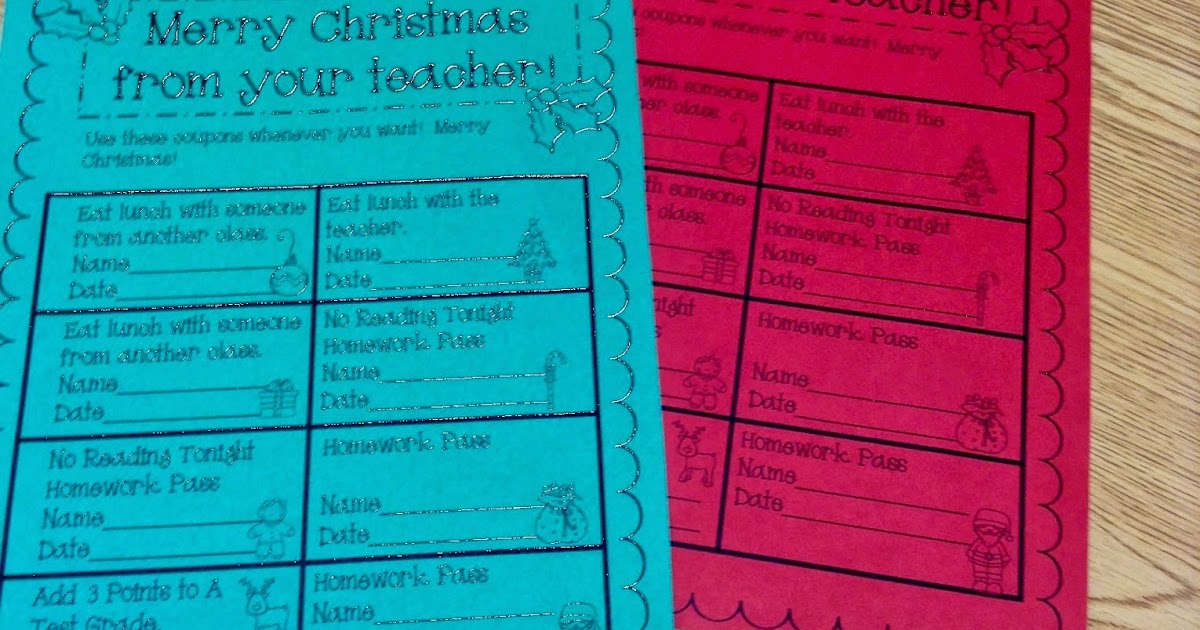 Merry Christmas
from your teacher!
Use these coupons whenever you want! Merry
Christmas!
Eat lunch with someone
from another class.
Name
Date
Eat lunch with the
teacher.
Name
Date
Eat lunch with someone
from another class.
Name
Date
No Reading Tonight
Homework Pass
Name
Date
No Reading Tonight
Homework Pass
Name
Date
Homework Pass
Name
Date
Add 3 Points to A
Test Grade.
Homework Pass
Name
teacher!
coupons whenever you want! Merry
with someone
class.
Eat lunch with the
teacher.
Name
Date
with someone
class.
No Reading Tonight
Homework Pass
Name
Date
Homework Pass
Name
Date
Homework Pass
Name
Date